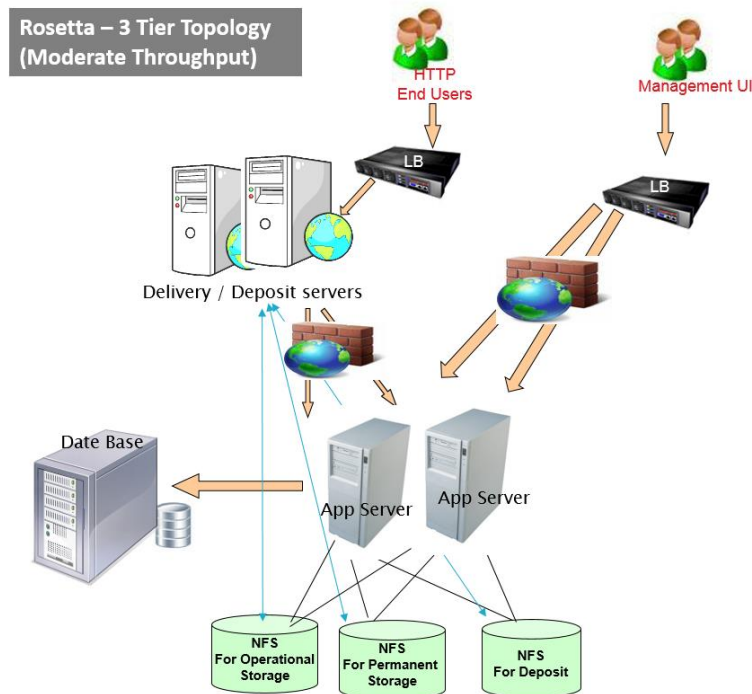 Rosetta – 3 Tier Topology
(Moderate Throughput)
HTTP
End Users
Management UI
LB
LB
Delivery / Deposit servers
Date Base
App Server
App Server
NFS
For Operational
Storage
NFS
For Permanent
Storage
NFS
For Deposit